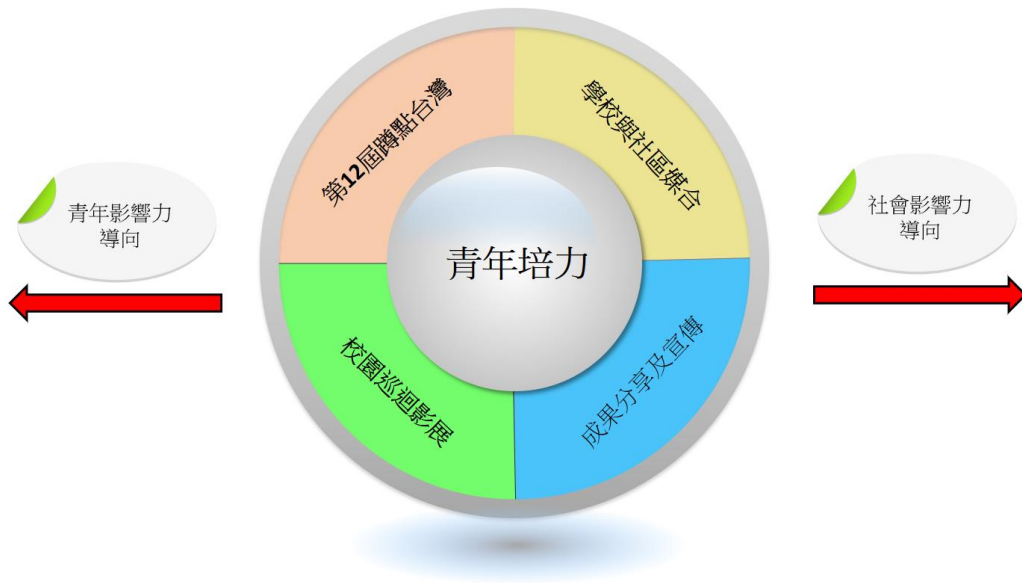 第12屆蹲點台灣
學校與社區媒合
青年影響力
導向
社會影響力
導向
青年培力
校園巡迴影展
成果分享及宣傳